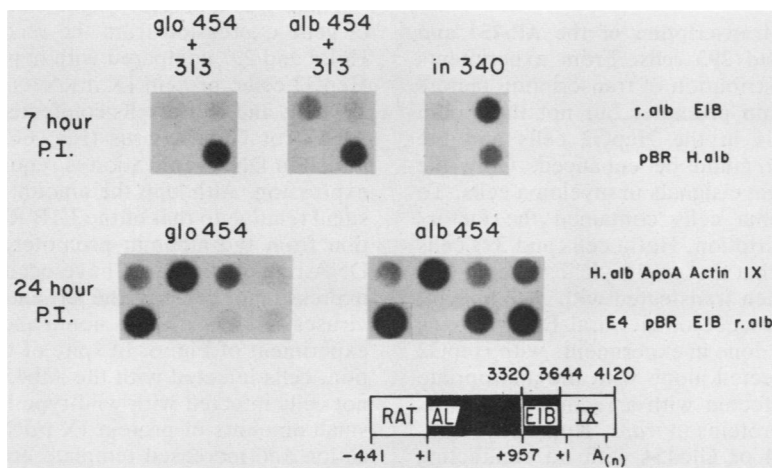 glo 454 alb 454
+ +
313 313 in 340
7 hour
P.I.
r.alb EIB
pBR H.alb
glo 454 alb 454
24 hour
P.I.
H.alb ApoA Actin IX
E4 pBR EIB r.alb
3320 3644 4120
RAT AL EIB IX
-441 +1 +957 +1 A(n)